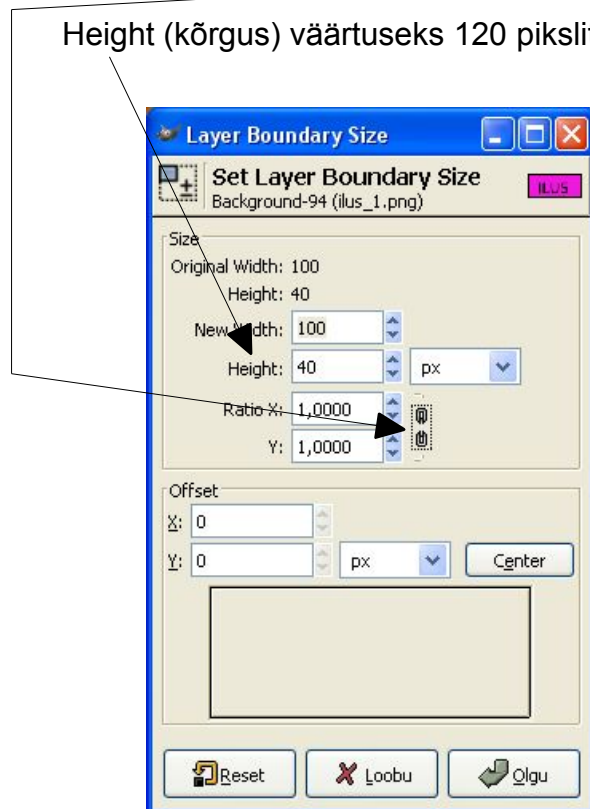 Height (kõrgus) väärtuseks 120 pikslit
Layer Boundary Size
Set Layer Boundary Size
Background-94 (ilus_1.png)
ILUS
Size
Original Width: 100
Height: 40
New Width: 100
Height: 40 px
Ratio X: 1,0000
Y: 1,0000
Offset
X: 0
Y: 0 px Center
Reset Loobu Olgu